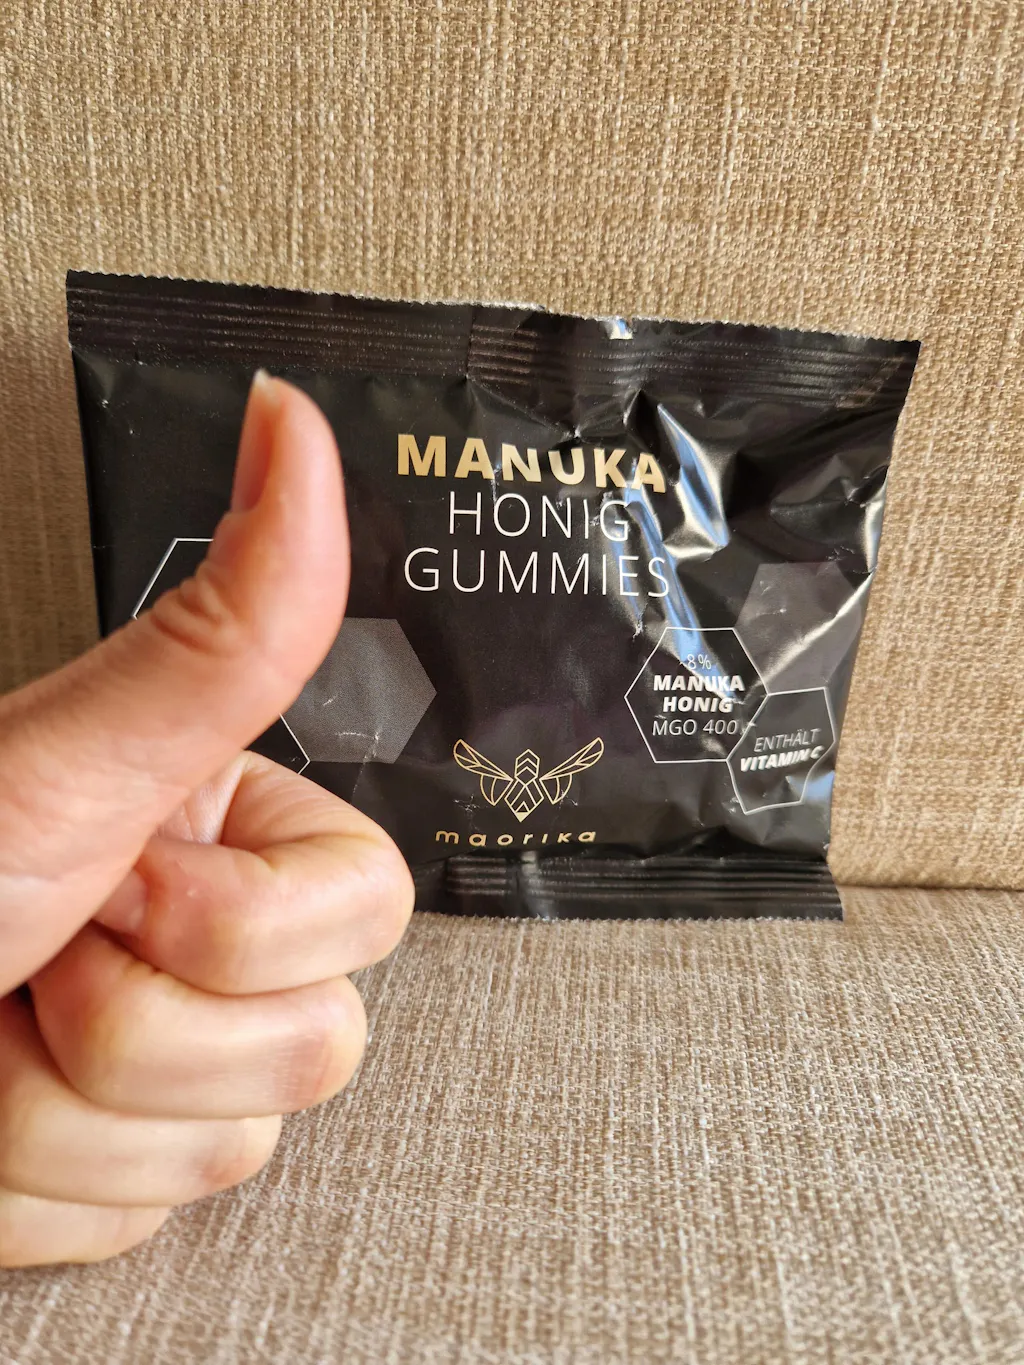 MANUKA
HONIG
GUMMIES
8%
MANUKA
HONIG
MGO 400
ENTHÄLT
VITAMIN C
maorika